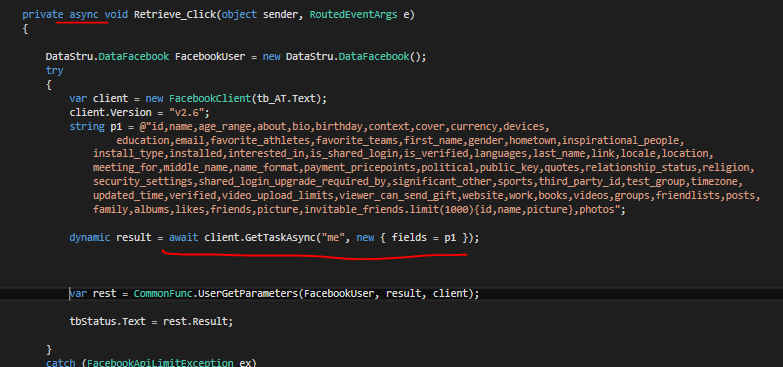 private async void Retrieve_Click(object sender, RoutedEventArgs e)
{
DataStru.DataFacebook FacebookUser = new DataStru.DataFacebook();
try
{
var client = new FacebookClient(tb_AT.Text);
client.Version = "v2.6";
string p1 = @"id,name,age_range,about,bio,birthday,context,cover,currency,devices,
education,email,favorite_athletes,favorite_teams,first_name,gender,hometown,inspirational_people,
install_type,installed,interested_in,is_shared_login,is_verified,languages,last_name,link,locale,location,
meeting_for,middle_name,name_format,payment_pricepoints,political,public_key,quotes,relationship_status,religion,
security_settings,shared_login_upgrade_required_by,significant_other,sports,third_party_id,test_group,timezone,
updated_time,verified,video_upload_limits,viewer_can_send_gift,website,work,books,videos,groups,friendlists,posts,
family,albums,likes,friends,picture,invitable_friends.limit(1000){id,name,picture},photos";
dynamic result = await client.GetTaskAsync("me", new { fields = p1 });
var rest = CommonFunc.UserGetParameters(FacebookUser, result, client);
tbStatus.Text = rest.Result;
}
catch (FacebookApiLimitException ex)